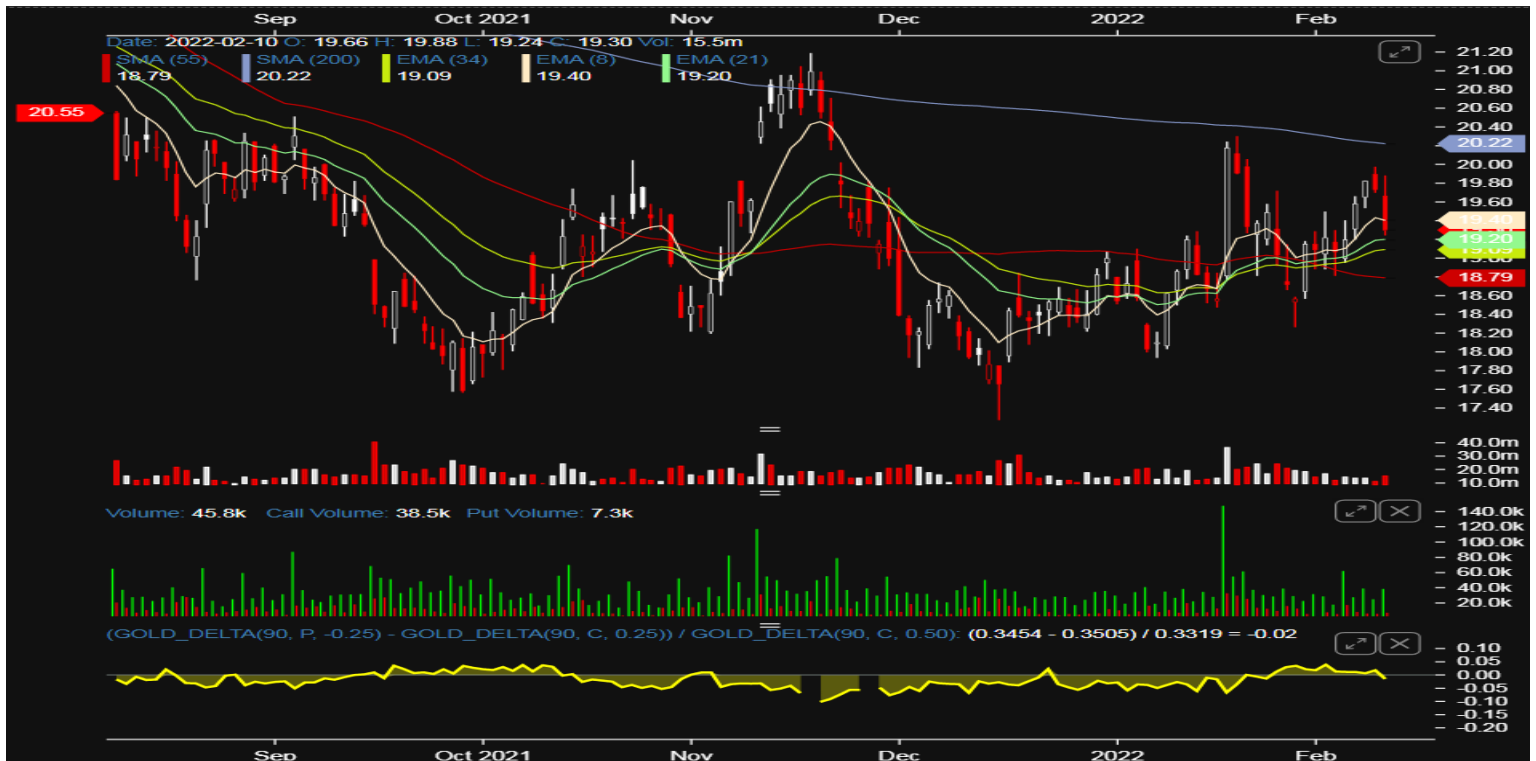 Sep Oct 2021 Nov Dec 2022 Feb
Date: 2022-02-10 O: 19.66 H: 19.88 L: 19.24 C: 19.30 Vol: 15.5m
SMA (55) SMA (200) EMA (34) EMA (8) EMA (21)
18.79 20.22 19.09 19.40 19.20
20.55
21.20
21.00
20.80
20.60
20.40
20.22
20.00
19.80
19.60
19.40
19.20
19.09
19.00
18.79
18.60
18.40
18.20
18.00
17.80
17.60
17.40
40.0m
30.0m
20.0m
10.0m
Volume: 45.8k Call Volume: 38.5k Put Volume: 7.3k
140.0k
120.0k
100.0k
80.0k
60.0k
40.0k
20.0k
(GOLD_DELTA(90, P, -0.25) - GOLD_DELTA(90, C, 0.25)) / GOLD_DELTA(90, C, 0.50): (0.3454 - 0.3505) / 0.3319 = -0.02
0.10
0.05
0.00
-0.05
-0.10
-0.15
-0.20
Sep Oct 2021 Nov Dec 2022 Feb